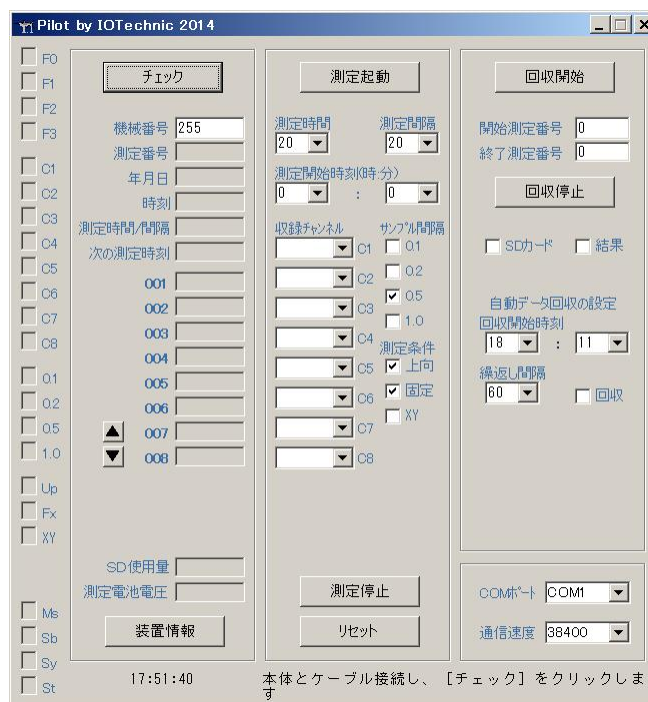 Pilot by IOTechnic 2014
F0
F1
F2
F3
C1
C2
C3
C4
C5
C6
C7
C8
0.1
0.2
0.5
1.0
Up
Fx
XY
Ms
Sb
Sy
St
チェック
機械番号 255
測定番号
年月日
時刻
測定時間/間隔
次の測定時刻
001
002
003
004
005
006
▲ 007
▼ 008
SD使用量
測定電池電圧
装置情報
17:51:40
測定起動
測定時間 測定間隔
20 20
測定開始時刻(時:分)
0 : 0
収録チャンネル サンプル間隔
C1 0.1
C2 0.2
C3 0.5
C4 1.0
測定条件
C5 上向
C6 固定
C7 XY
C8
測定停止
リセット
回収開始
開始測定番号 0
終了測定番号 0
回収停止
SDカード 結果
自動データ回収の設定
回収開始時刻
18 : 11
繰返し間隔
60 回収
COMポート COM1
通信速度 38400
本体とケーブル接続し、［チェック］をクリックしま
す